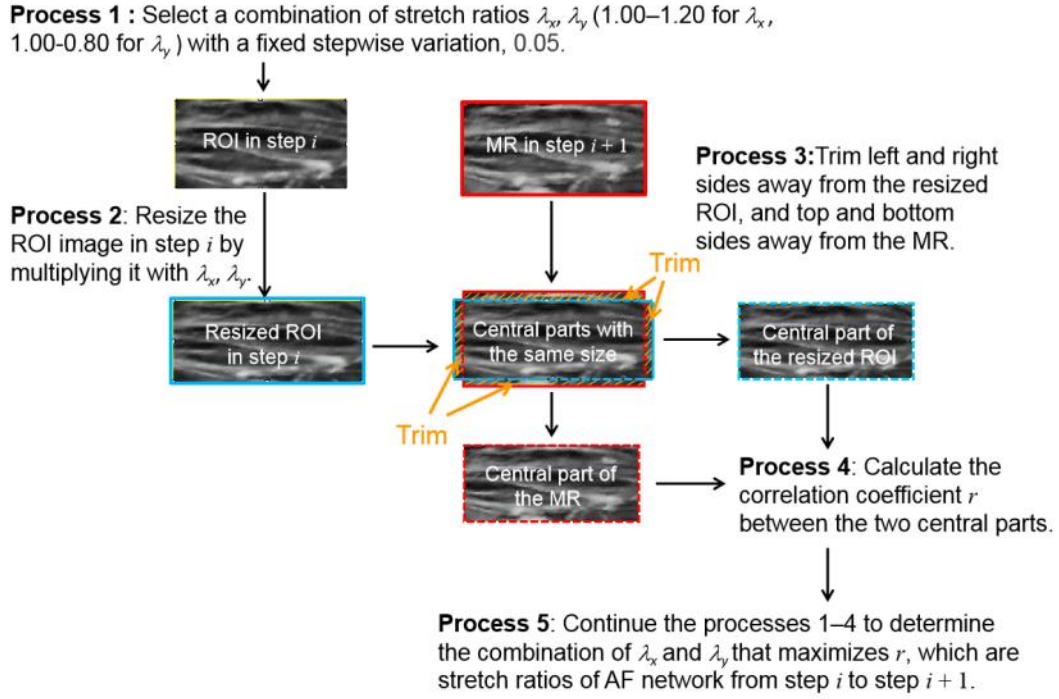 Process 1 : Select a combination of stretch ratios λx, λy (1.00–1.20 for λx,
1.00-0.80 for λy) with a fixed stepwise variation, 0.05.
ROI in step i
MR in step i + 1
Process 3:Trim left and right
sides away from the resized
ROI, and top and bottom
sides away from the MR.
Process 2: Resize the
ROI image in step i by
multiplying it with λx, λy.
Trim
Resized ROI
in step i
Central parts with
the same size
Central part of
the resized ROI
Trim
Central part of
the MR
Process 4: Calculate the
correlation coefficient r
between the two central parts.
Process 5: Continue the processes 1–4 to determine
the combination of λx and λy that maximizes r, which are
stretch ratios of AF network from step i to step i + 1.